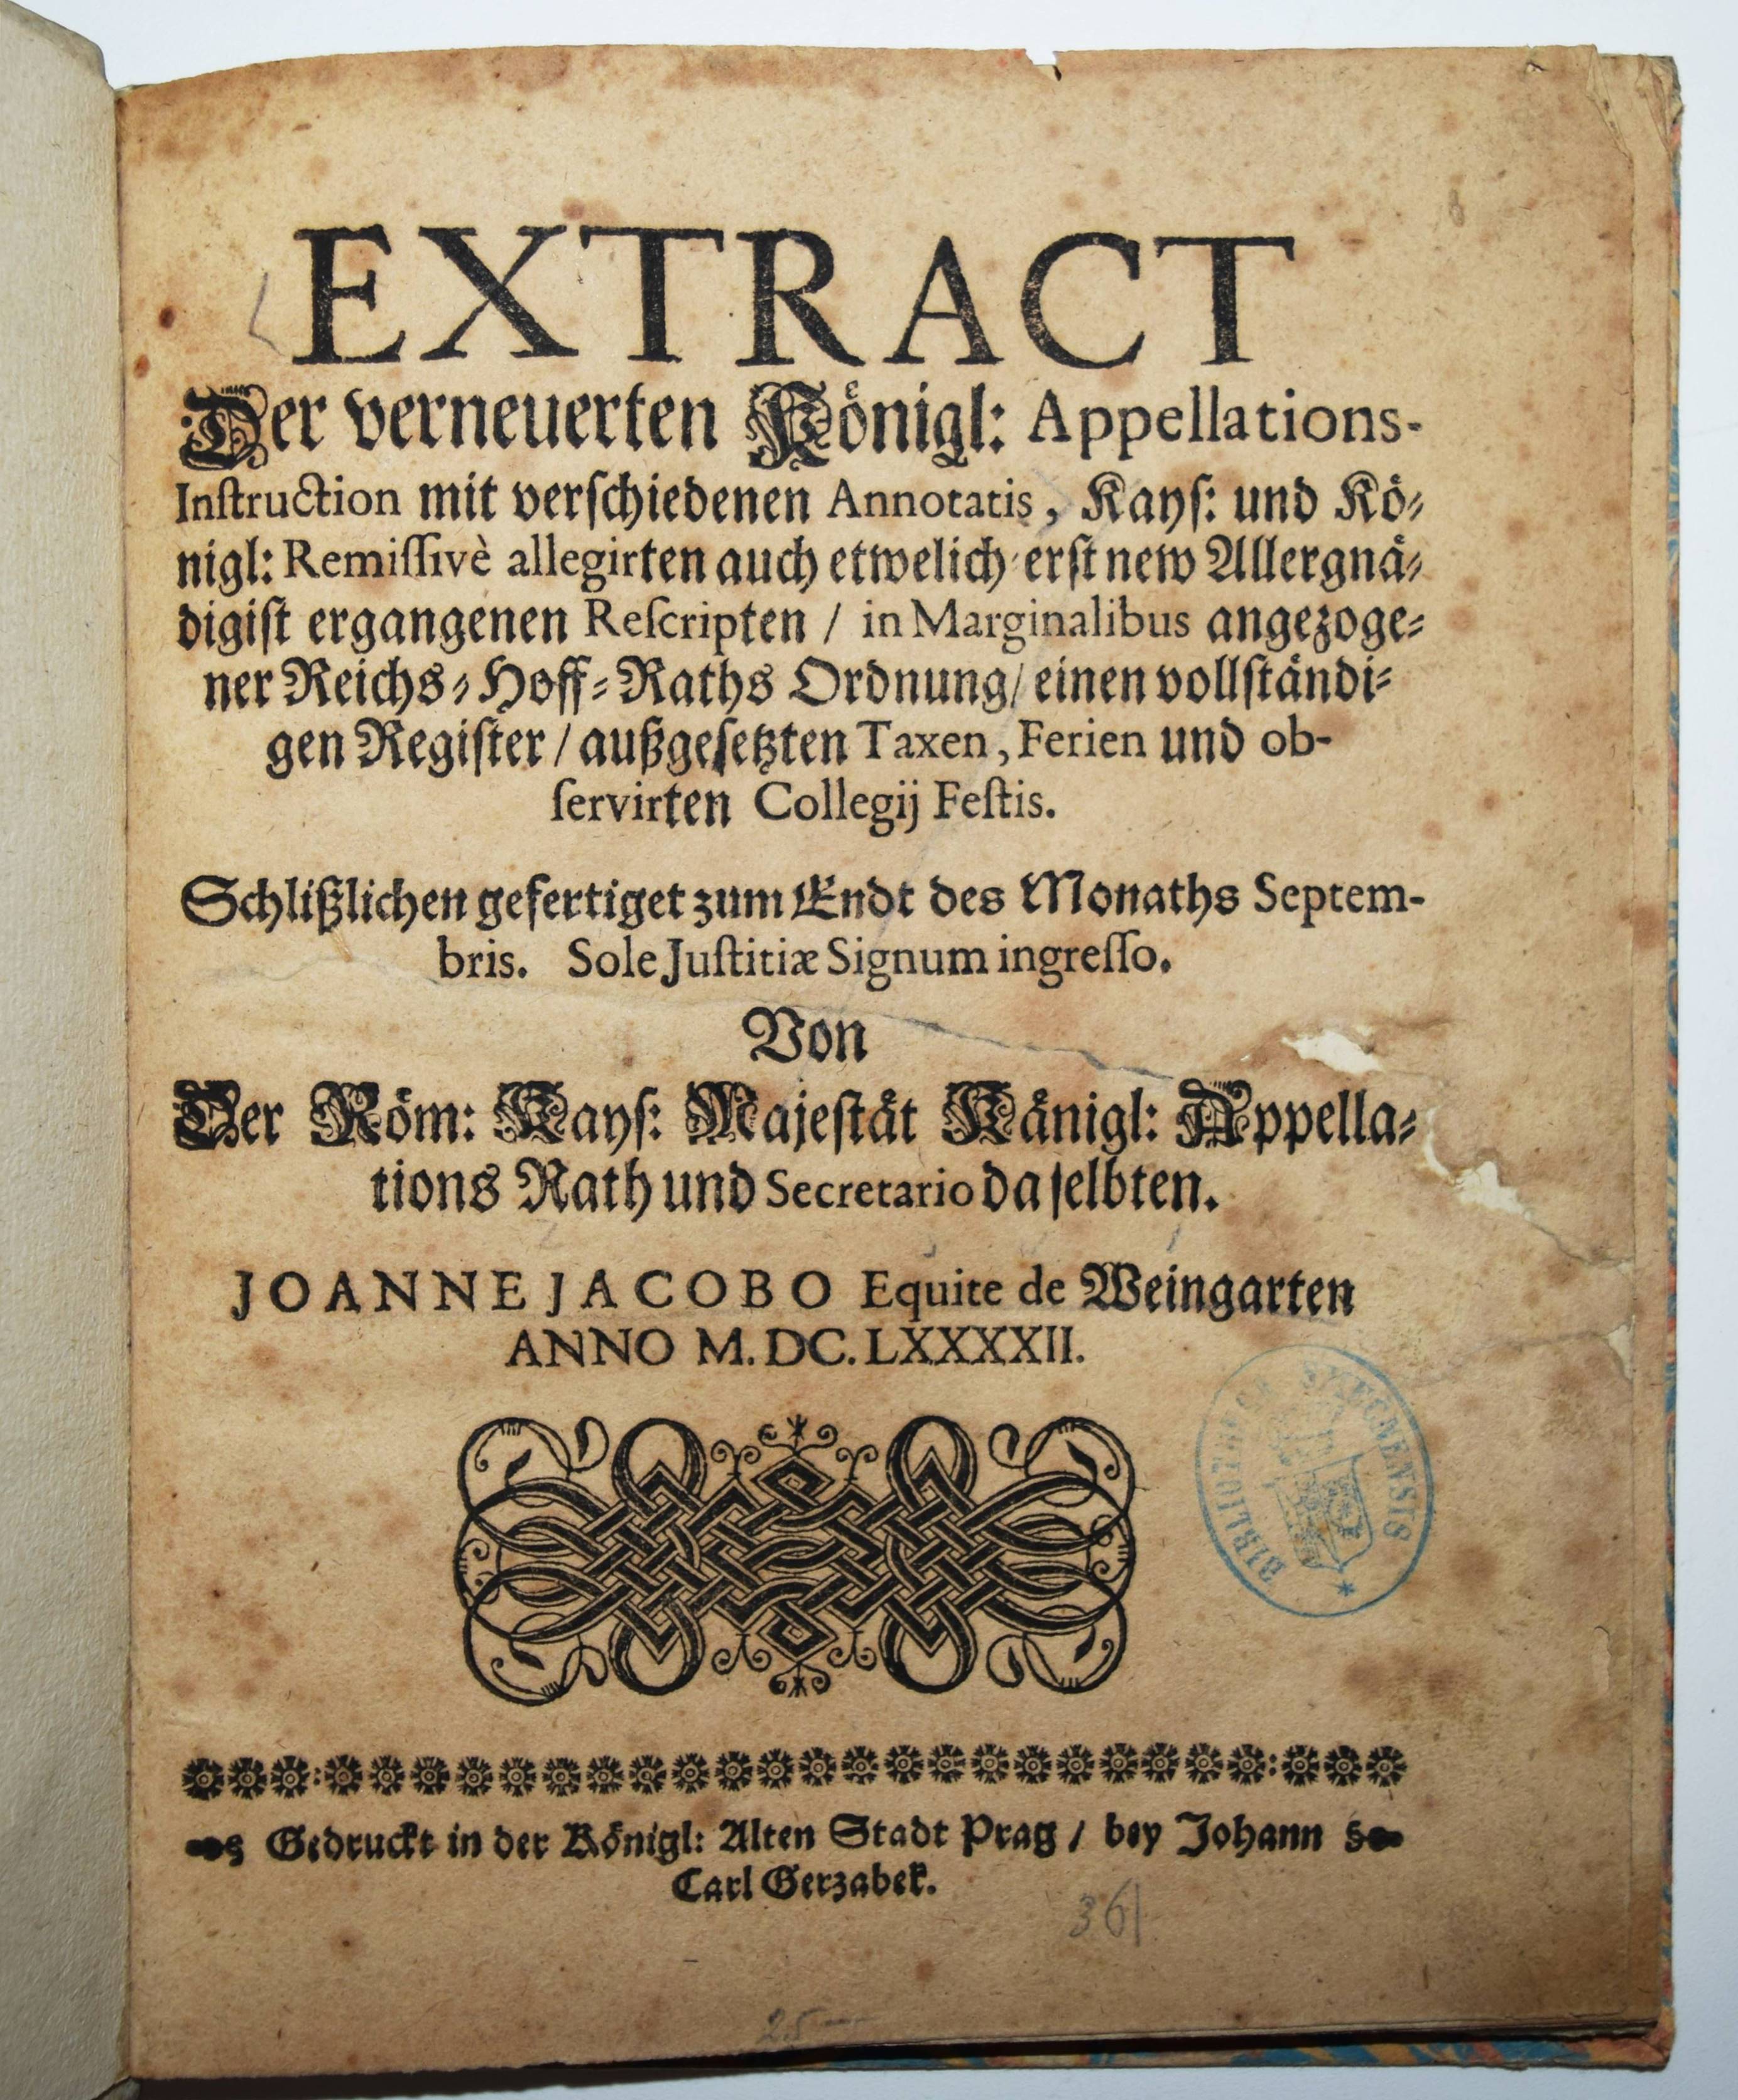 EXTRACT
Der verneuerten Königl: Appellations-
Inſtruction mit verſchiedenen Annotatis, Kayſ: und Kö-
nigl: Remiſſivè allegirten auch etwelich erſt new Allergnä-
digiſt ergangenen Reſcripten / in Marginalibus angezoge-
ner Reichs-Hoff-Raths Ordnung / einen vollſtändi-
gen Regiſter / außgeſetzten Taxen, Ferien und ob-
ſervirten Collegij Feſtis.
Schlißlichen gefertiget zum Endt des Monaths Septem-
bris. Sole Juſtitiæ Signum ingreſſo.
Von
Der Röm: Kayſ: Majeſtät Känigl: Appella-
tions Rath und Secretario daſelbten.
JOANNE JACOBO Equite de Weingarten
ANNO M. DC. LXXXXII.
BIBLIOTHECA
Gedruckt in der Königl: Alten Stadt Prag / bey Johann
Carl Gerzabek.
361
25